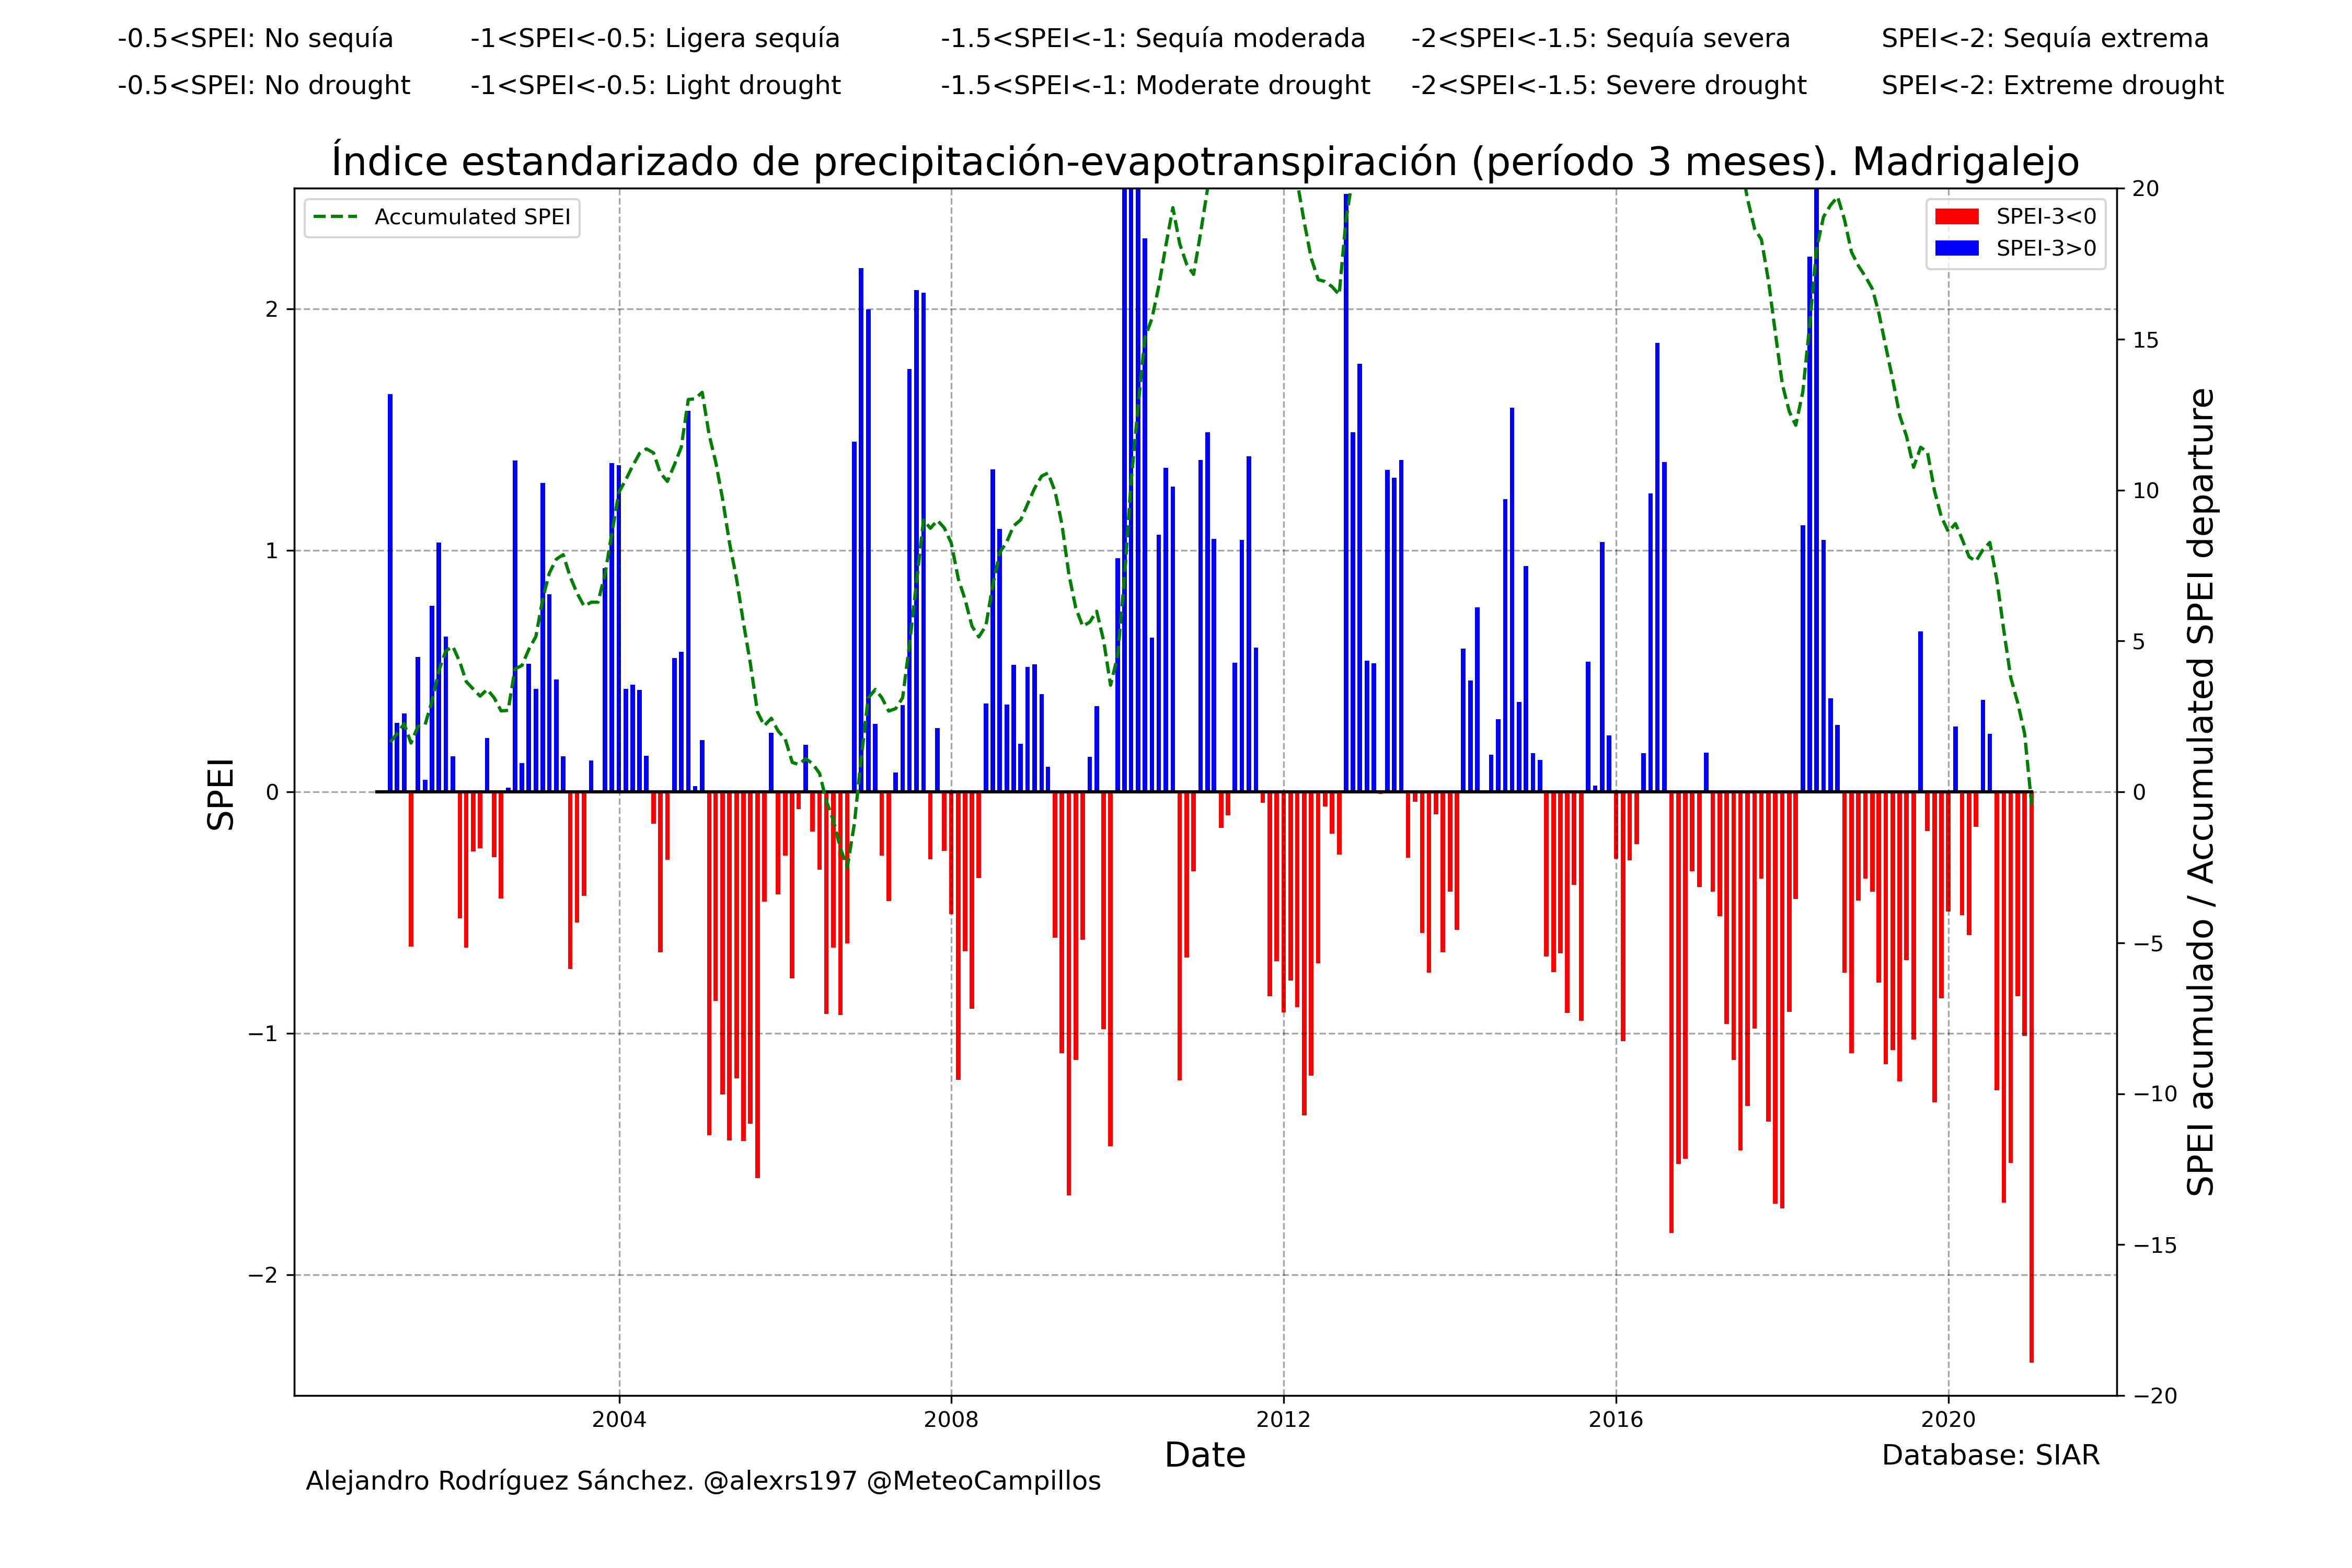 -0.5<SPEI: No sequía -1<SPEI<-0.5: Ligera sequía -1.5<SPEI<-1: Sequía moderada -2<SPEI<-1.5: Sequía severa SPEI<-2: Sequía extrema
-0.5<SPEI: No drought -1<SPEI<-0.5: Light drought -1.5<SPEI<-1: Moderate drought -2<SPEI<-1.5: Severe drought SPEI<-2: Extreme drought
Índice estandarizado de precipitación-evapotranspiración (período 3 meses). Madrigalejo
Accumulated SPEI
SPEI-3<0
SPEI-3>0
SPEI
2
1
0
−1
−2
20
15
10
5
0
−5
−10
−15
−20
SPEI acumulado / Accumulated SPEI departure
2004 2008 2012 2016 2020
Date
Database: SIAR
Alejandro Rodríguez Sánchez. @alexrs197 @MeteoCampillos